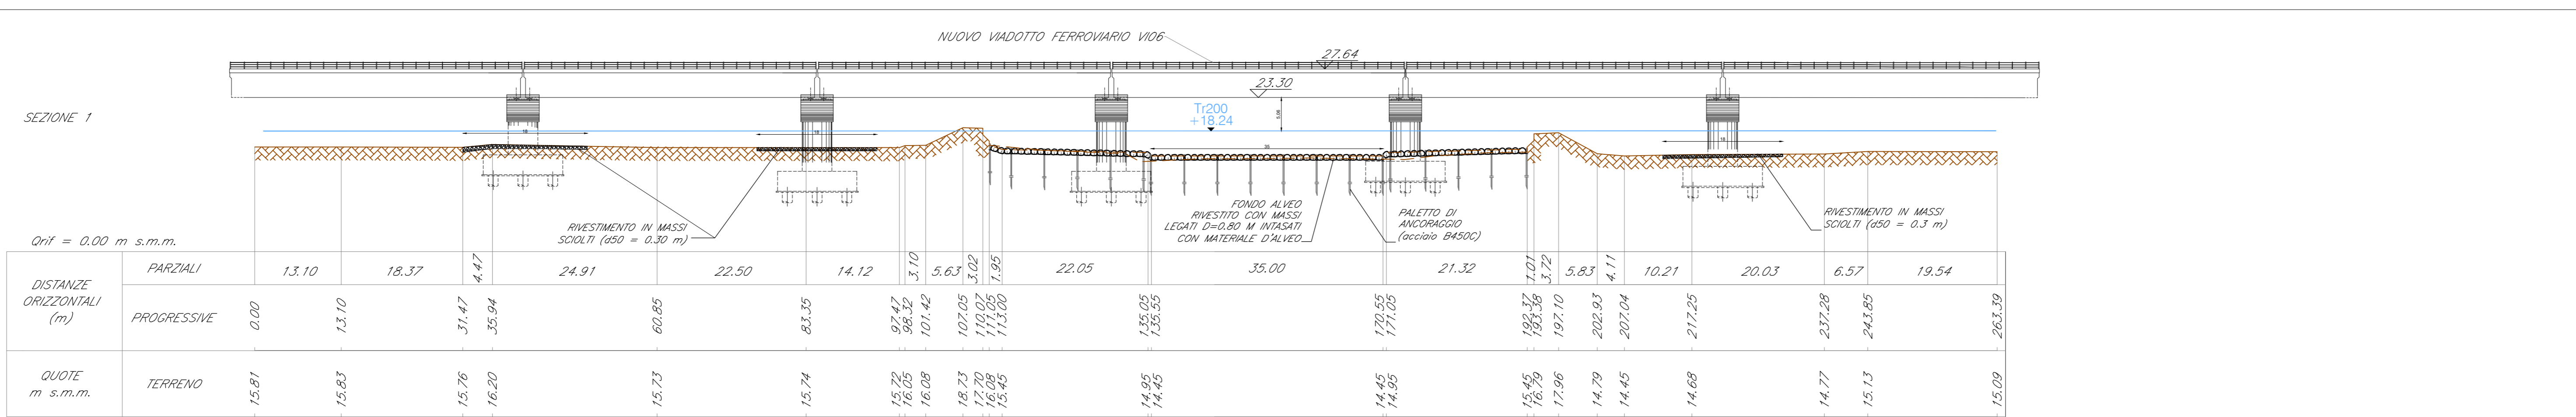 NUOVO VIADOTTO FERROVIARIO VI06
27.64
23.30
Tr200
+18.24
5,06
SEZIONE 1
18
18
35
18
RIVESTIMENTO IN MASSI
SCIOLTI (d50 = 0.30 m)
FONDO ALVEO
RIVESTITO CON MASSI
LEGATI D=0.80 M INTASATI
CON MATERIALE D'ALVEO
PALETTO DI
ANCORAGGIO
(acciaio B450C)
RIVESTIMENTO IN MASSI
SCIOLTI (d50 = 0.3 m)
Qrif = 0.00 m s.m.m.
DISTANZE
ORIZZONTALI
(m)
PARZIALI
13.10 18.37 4.47 24.91 22.50 14.12 3.10 5.63 3.02 1.95 22.05 35.00 21.32 1.01 3.72 5.83 4.11 10.21 20.03 6.57 19.54
PROGRESSIVE
0.00 13.10 31.47 35.94 60.85 83.35 97.47 98.32 101.42 107.05 110.07 111.05 113.00 135.05 135.55 170.55 171.05 192.37 193.38 197.10 202.93 207.04 217.25 237.28 243.85 263.39
QUOTE
m s.m.m.
TERRENO
15.81 15.83 15.76 16.20 15.73 15.74 15.72 16.05 16.08 18.73 17.70 16.08 15.45 14.95 14.45 14.45 14.95 15.45 16.79 17.96 14.79 14.45 14.68 14.77 15.13 15.09